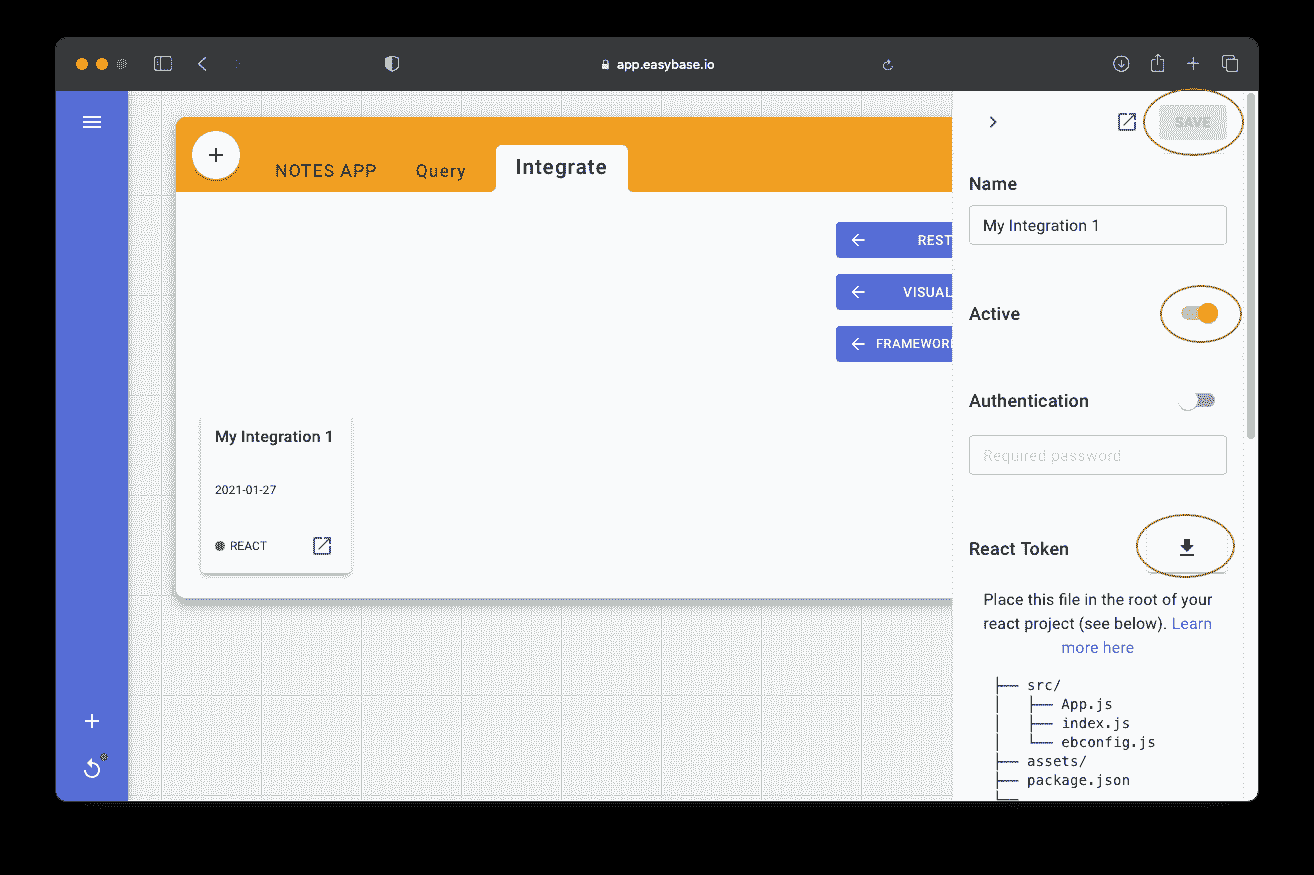 app.easybase.io
SAVE
NOTES APP
Query
Integrate
REST
VISUAL
FRAMEWOR
My Integration 1
2021-01-27
REACT
Name
My Integration 1
Active
Authentication
Required password
React Token
Place this file in the root of your
react project (see below). Learn
more here
├── src/
│   ├── App.js
│   ├── index.js
│   └── ebconfig.js
├── assets/
├── package.json
└──